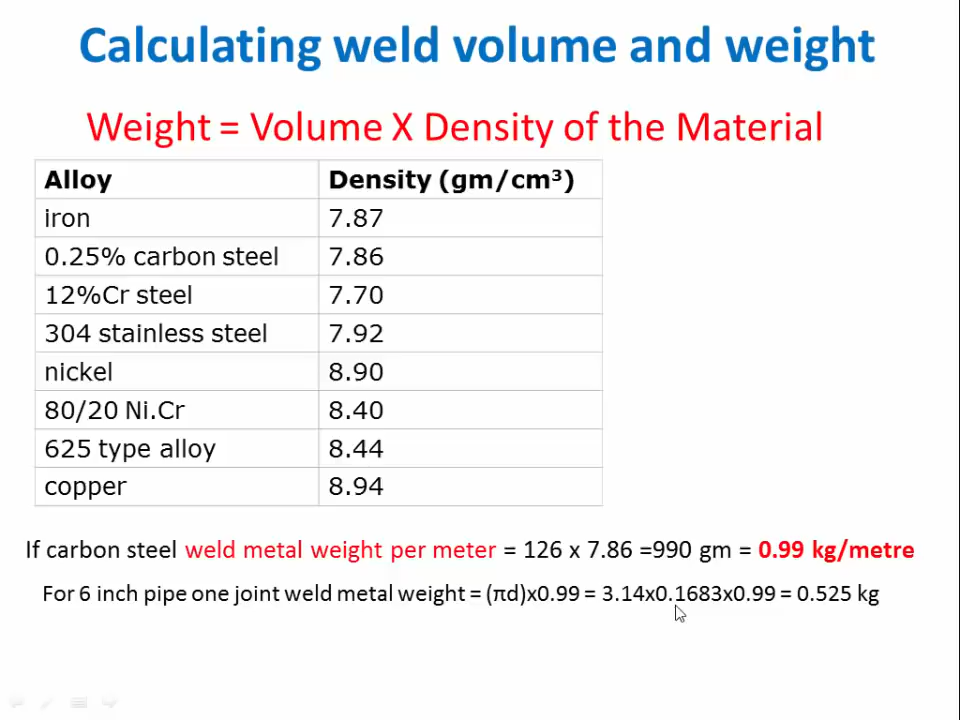 Calculating weld volume and weight
Weight = Volume X Density of the Material
Alloy Density (gm/cm³)
iron 7.87
0.25% carbon steel 7.86
12%Cr steel 7.70
304 stainless steel 7.92
nickel 8.90
80/20 Ni.Cr 8.40
625 type alloy 8.44
copper 8.94
If carbon steel weld metal weight per meter = 126 x 7.86 =990 gm = 0.99 kg/metre
For 6 inch pipe one joint weld metal weight = (πd)x0.99 = 3.14x0.1683x0.99 = 0.525 kg